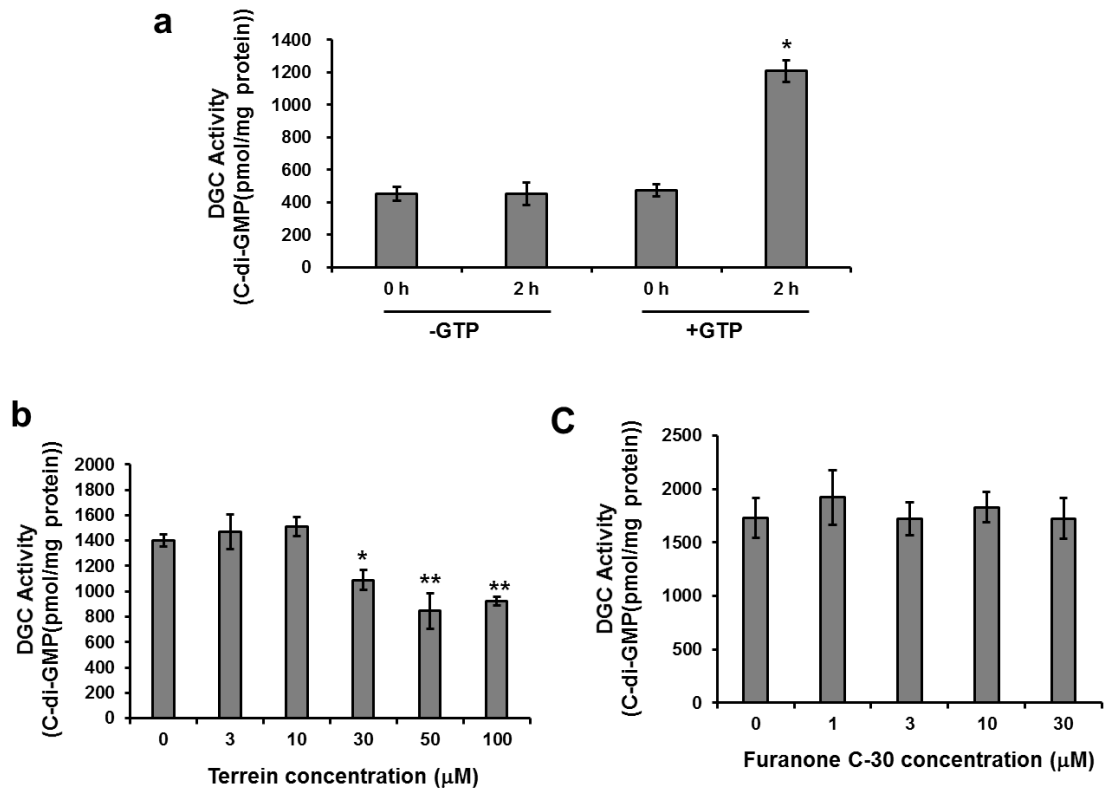 a
DGC Activity
(C-di-GMP(pmol/mg protein))
1400
1200
1000
800
600
400
200
0
*
0 h 2 h 0 h 2 h
-GTP +GTP
b
DGC Activity
(C-di-GMP(pmol/mg protein))
2000
1800
1600
1400
1200
1000
800
600
400
200
0
* ** **
0 3 10 30 50 100
Terrein concentration (μM)
C
DGC Activity
(C-di-GMP(pmol/mg protein))
2500
2000
1500
1000
500
0
0 1 3 10 30
Furanone C-30 concentration (μM)